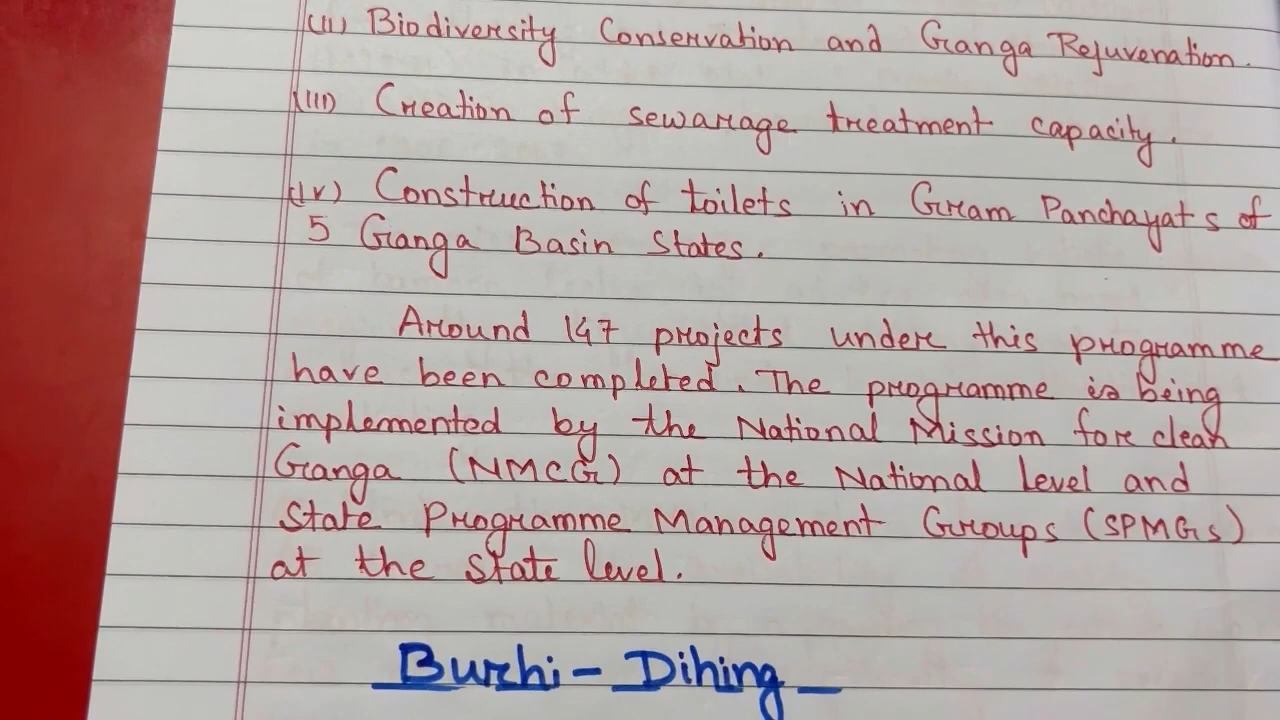 (ii) Biodiversity Conservation and Ganga Rejuvenation.
(iii) Creation of sewarage treatment capacity.
(iv) Construction of toilets in Gram Panchayats of
5 Ganga Basin States.
Around 147 projects under this programme
have been completed. The programme is being
implemented by the National Mission for clean
Ganga (NMCG) at the National level and
State Programme Management Groups (SPMGs)
at the state level.
Burhi - Dihing -